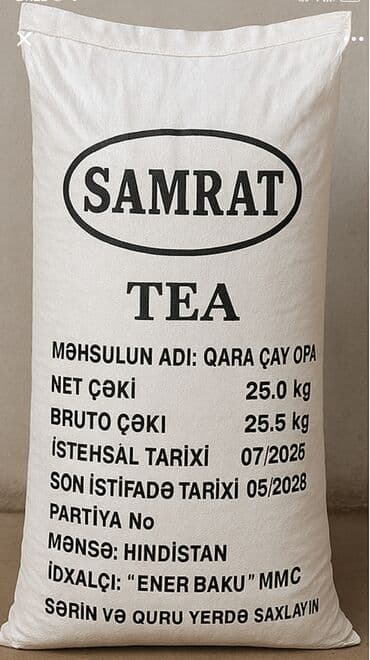 SAMRAT
TEA
MƏHSULUN ADI: QARA ÇAY OPA
NET ÇƏKİ 25.0 kg
BRUTO ÇƏKI 25.5 kg
İSTEHSAL TARİXİ 07/2025
SON İSTİFADƏ TARİXİ 05/2028
PARTİYA No
MƏNSƏ: HINDİSTAN
İDXALÇI: “ENER BAKU” MMC
SƏRİN VƏ QURU YERDƏ SAXLAYIN